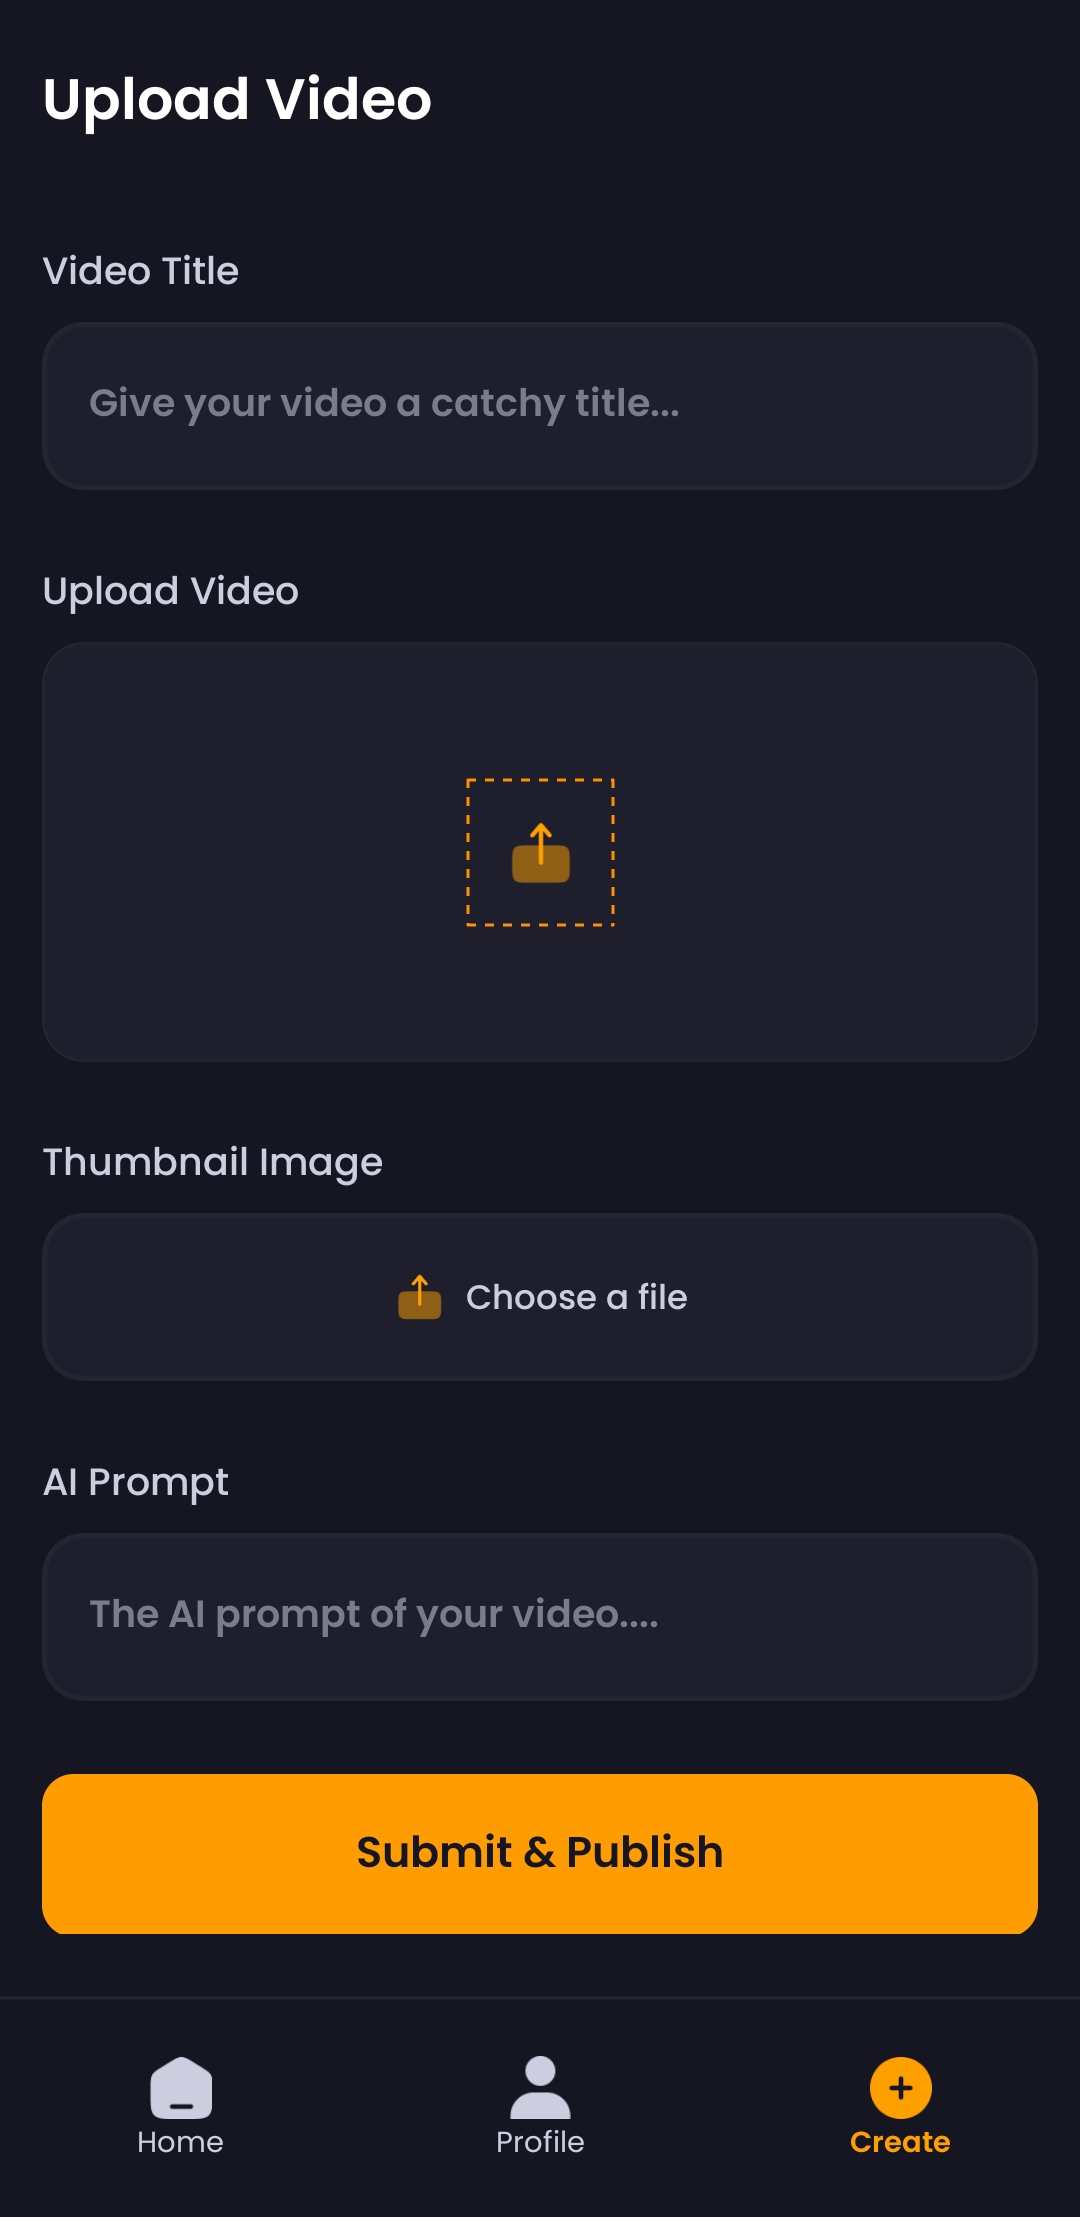 Upload Video
Video Title
Give your video a catchy title...
Upload Video
Thumbnail Image
Choose a file
AI Prompt
The AI prompt of your video....
Submit & Publish
Home
Profile
Create